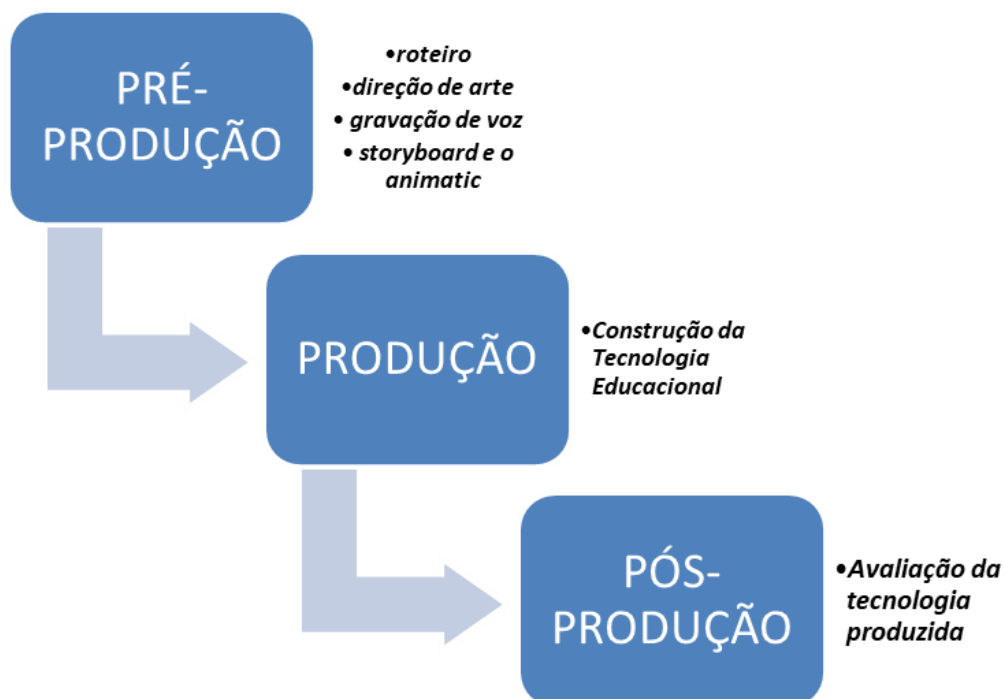 PRÉ-
PRODUÇÃO
•roteiro
•direção de arte
• gravação de voz
• storyboard e o
animatic
PRODUÇÃO
•Construção da
Tecnologia
Educacional
PÓS-
PRODUÇÃO
•Avaliação da
tecnologia
produzida